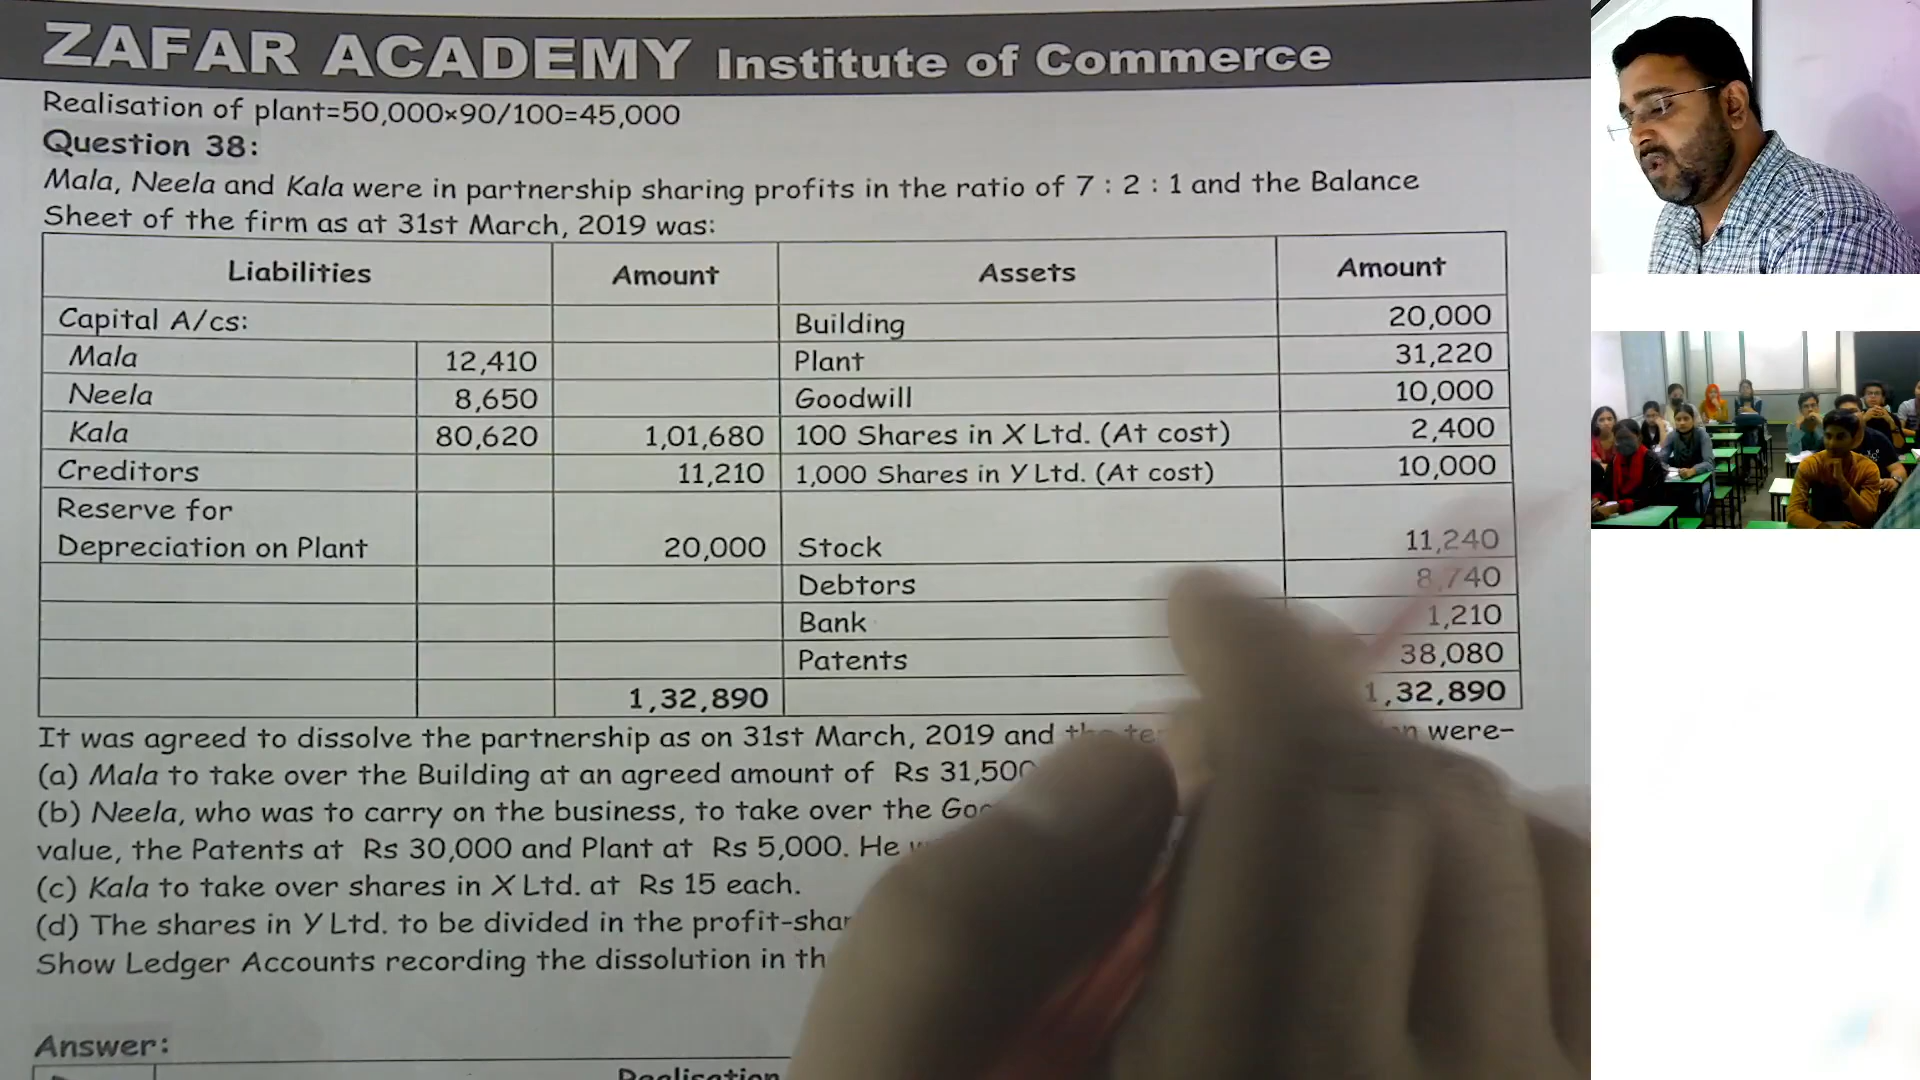 ZAFAR ACADEMY Institute of Commerce
Realisation of plant=50,000×90/100=45,000
Question 38:
Mala, Neela and Kala were in partnership sharing profits in the ratio of 7 : 2 : 1 and the Balance
Sheet of the firm as at 31st March, 2019 was:
Liabilities Amount Assets Amount
Capital A/cs: Building 20,000
Mala 12,410 Plant 31,220
Neela 8,650 Goodwill 10,000
Kala 80,620 1,01,680 100 Shares in X Ltd. (At cost) 2,400
Creditors 11,210 1,000 Shares in Y Ltd. (At cost) 10,000
Reserve for
Depreciation on Plant 20,000 Stock 11,240
Debtors 8,740
Bank 1,210
Patents 38,080
1,32,890 1,32,890
It was agreed to dissolve the partnership as on 31st March, 2019 and were-
(a) Mala to take over the Building at an agreed amount of Rs 31,500
(b) Neela, who was to carry on the business, to take over the
value, the Patents at Rs 30,000 and Plant at Rs 5,000. He
(c) Kala to take over shares in X Ltd. at Rs 15 each.
(d) The shares in Y Ltd. to be divided in the
Show Ledger Accounts recording the dissolution in
Answer: